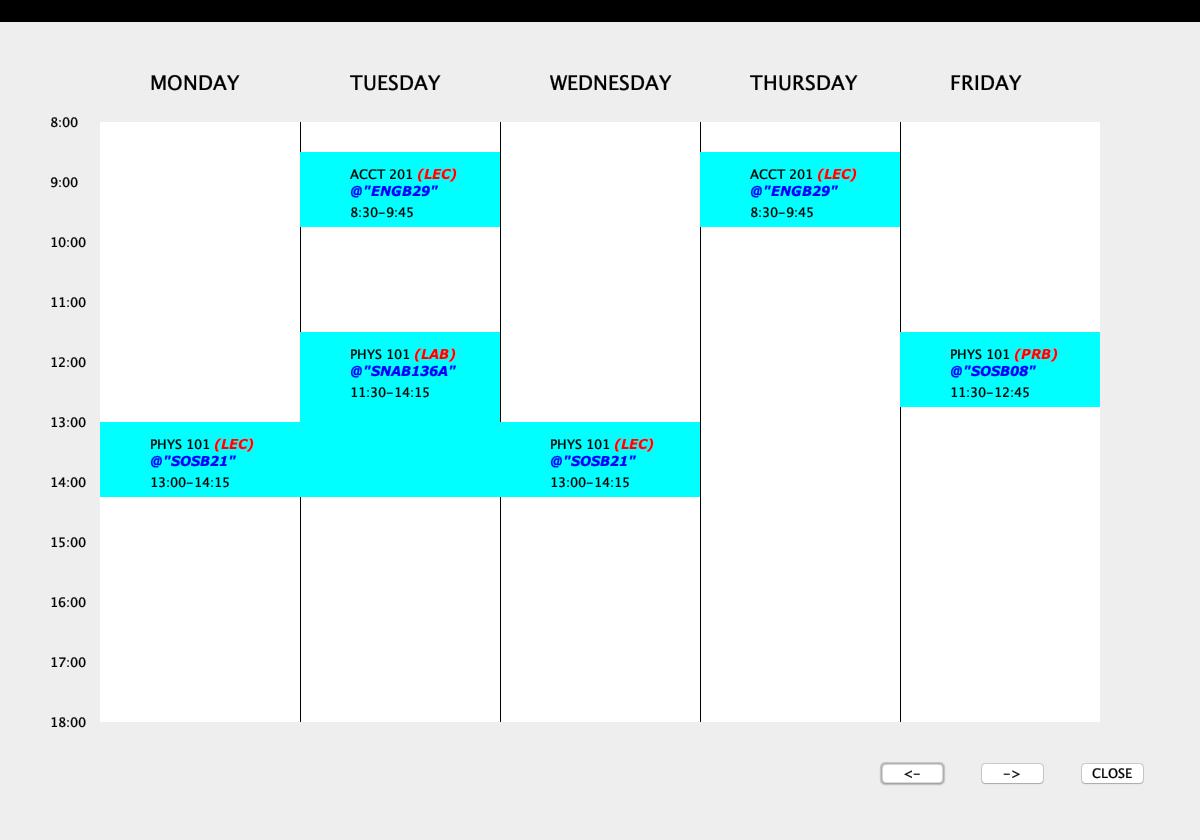 MONDAY TUESDAY WEDNESDAY THURSDAY FRIDAY
8:00
ACCT 201 (LEC)
@"ENGB29"
8:30-9:45
ACCT 201 (LEC)
@"ENGB29"
8:30-9:45
9:00
10:00
11:00
PHYS 101 (LAB)
@"SNAB136A"
11:30-14:15
PHYS 101 (PRB)
@"SOSB08"
11:30-12:45
12:00
13:00
PHYS 101 (LEC)
@"SOSB21"
13:00-14:15
PHYS 101 (LEC)
@"SOSB21"
13:00-14:15
14:00
15:00
16:00
17:00
18:00
<- -> CLOSE